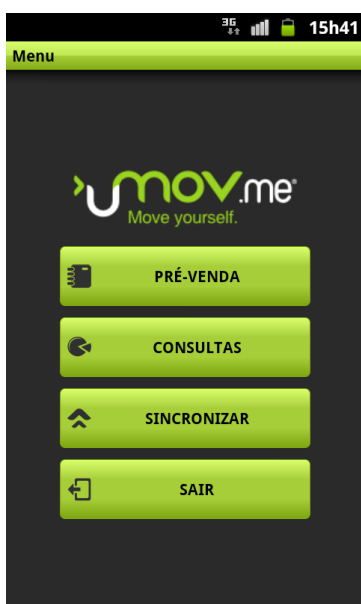 3G 15h41
Menu
umov.me®
Move yourself.
PRÉ-VENDA
CONSULTAS
SINCRONIZAR
SAIR